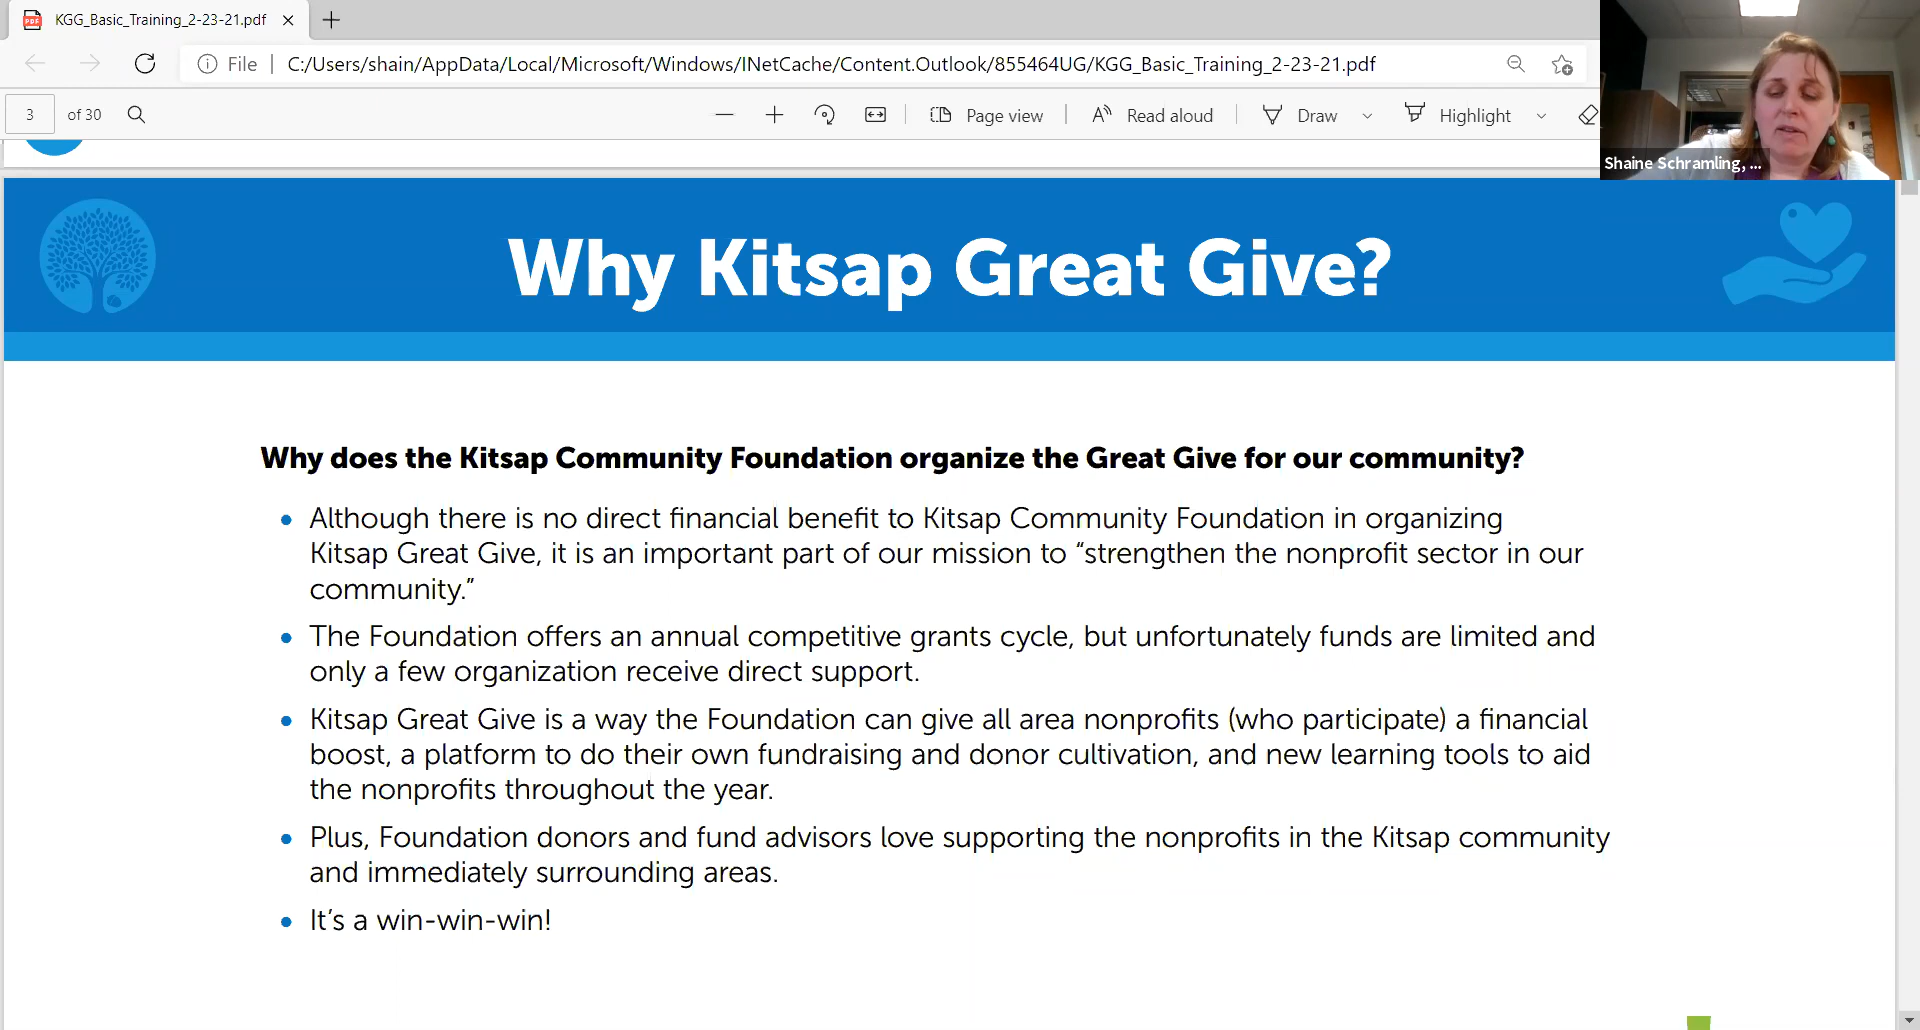 KGG_Basic_Training_2-23-21.pdf
File
C:/Users/shain/AppData/Local/Microsoft/Windows/INetCache/Content.Outlook/855464UG/KGG_Basic_Training_2-23-21.pdf
3 of 30
Page view
Read aloud
Draw
Highlight
Shaine Schramling, ...
Why Kitsap Great Give?
Why does the Kitsap Community Foundation organize the Great Give for our community?
• Although there is no direct financial benefit to Kitsap Community Foundation in organizing
Kitsap Great Give, it is an important part of our mission to “strengthen the nonprofit sector in our
community.”
• The Foundation offers an annual competitive grants cycle, but unfortunately funds are limited and
only a few organization receive direct support.
• Kitsap Great Give is a way the Foundation can give all area nonprofits (who participate) a financial
boost, a platform to do their own fundraising and donor cultivation, and new learning tools to aid
the nonprofits throughout the year.
• Plus, Foundation donors and fund advisors love supporting the nonprofits in the Kitsap community
and immediately surrounding areas.
• It’s a win-win-win!